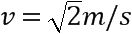 v = √2m/s